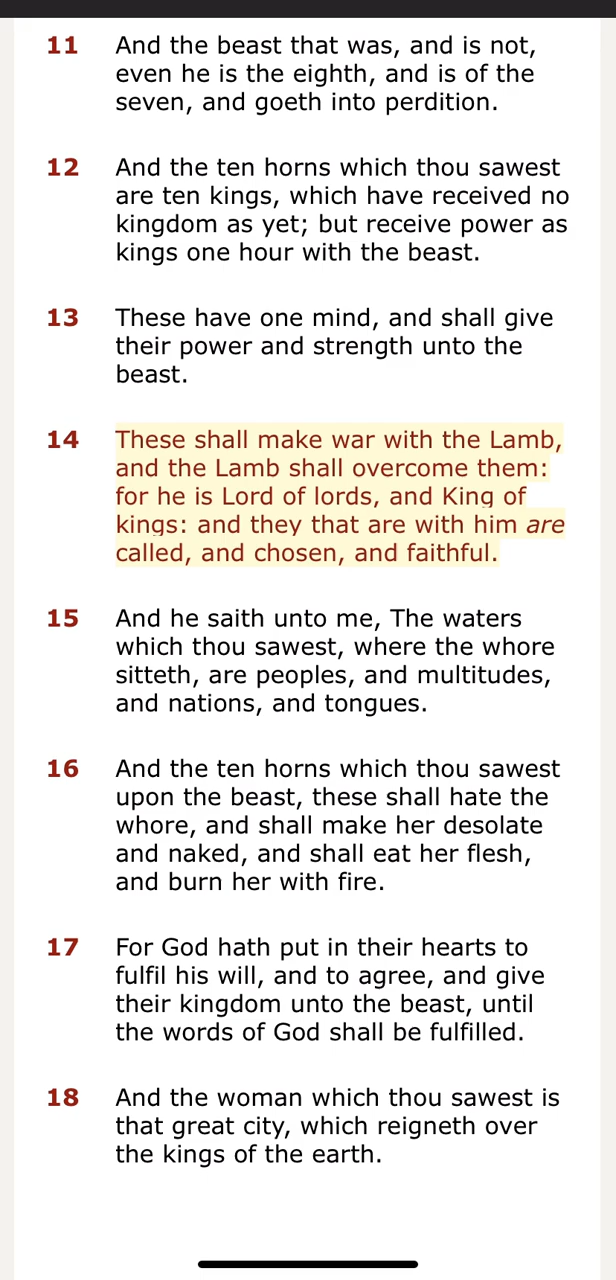 11 And the beast that was, and is not,
even he is the eighth, and is of the
seven, and goeth into perdition.
12 And the ten horns which thou sawest
are ten kings, which have received no
kingdom as yet; but receive power as
kings one hour with the beast.
13 These have one mind, and shall give
their power and strength unto the
beast.
14 These shall make war with the Lamb,
and the Lamb shall overcome them:
for he is Lord of lords, and King of
kings: and they that are with him are
called, and chosen, and faithful.
15 And he saith unto me, The waters
which thou sawest, where the whore
sitteth, are peoples, and multitudes,
and nations, and tongues.
16 And the ten horns which thou sawest
upon the beast, these shall hate the
whore, and shall make her desolate
and naked, and shall eat her flesh,
and burn her with fire.
17 For God hath put in their hearts to
fulfil his will, and to agree, and give
their kingdom unto the beast, until
the words of God shall be fulfilled.
18 And the woman which thou sawest is
that great city, which reigneth over
the kings of the earth.